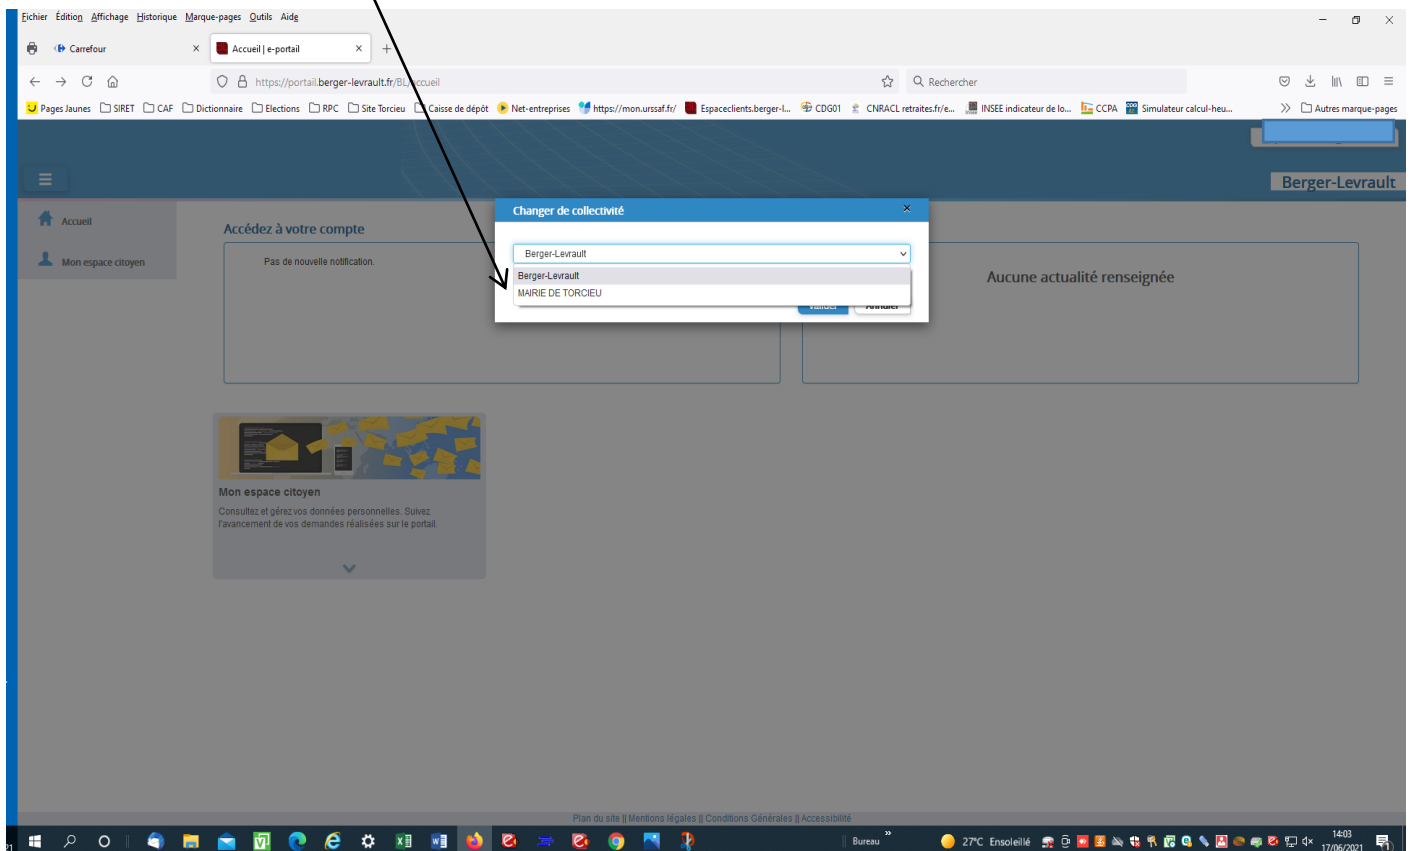 Fichier Édition Affichage Historique Marque-pages Outils Aide
Carrefour
Accueil | e-portail
https://portail.berger-levrault.fr/BL/accueil
Rechercher
Pages Jaunes SIRET CAF Dictionnaire Elections RPC Site Torcieu Caisse de dépôt Net-entreprises https://mon.urssaf.fr/ Espaceclients.berger-l... CDG01 CNRACL retraites.fr/e... INSEE indicateur de lo... CCPA Simulateur calcul-heu... Autres marque-pages
Berger-Levrault
Accueil
Mon espace citoyen
Accédez à votre compte
Pas de nouvelle notification.
Changer de collectivité
Berger-Levrault
Berger-Levrault
MAIRIE DE TORCIEU
Valider Annuler
Aucune actualité renseignée
Mon espace citoyen
Consultez et gérez vos données personnelles. Suivez
l'avancement de vos demandes réalisées sur le portail.
Plan du site || Mentions légales || Conditions Générales || Accessibilité
Bureau
27°C Ensoleillé
14:03
17/06/2021